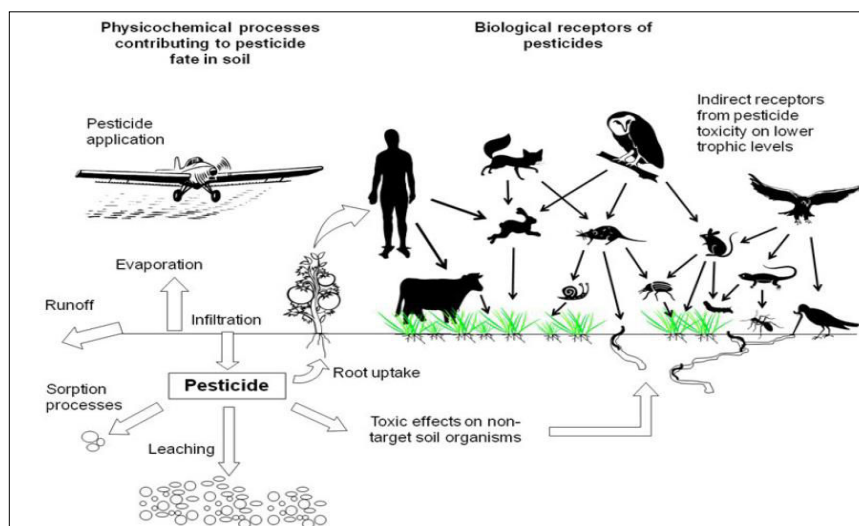 Physicochemical processes
contributing to pesticide
fate in soil
Biological receptors of
pesticides
Pesticide
application
Indirect receptors
from pesticide
toxicity on lower
trophic levels
Evaporation
Runoff
Infiltration
Pesticide
Root uptake
Sorption
processes
Leaching
Toxic effects on non-
target soil organisms